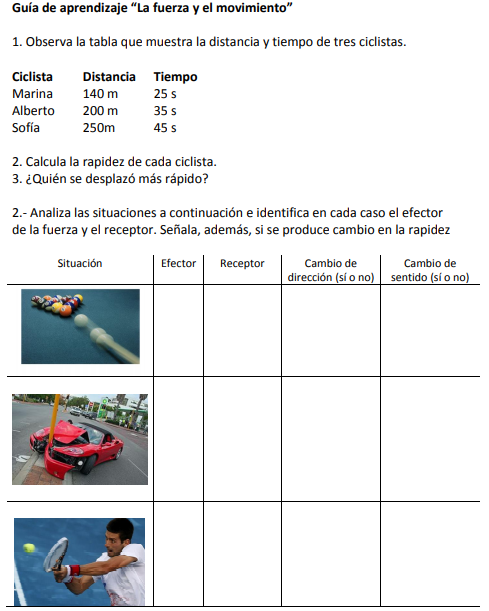 Guía de aprendizaje “La fuerza y el movimiento”
1. Observa la tabla que muestra la distancia y tiempo de tres ciclistas.
Ciclista Distancia Tiempo
Marina 140 m 25 s
Alberto 200 m 35 s
Sofía 250m 45 s
2. Calcula la rapidez de cada ciclista.
3. ¿Quién se desplazó más rápido?
2.- Analiza las situaciones a continuación e identifica en cada caso el efector
de la fuerza y el receptor. Señala, además, si se produce cambio en la rapidez
Situación Efector Receptor Cambio de dirección (sí o no) Cambio de sentido (sí o no)